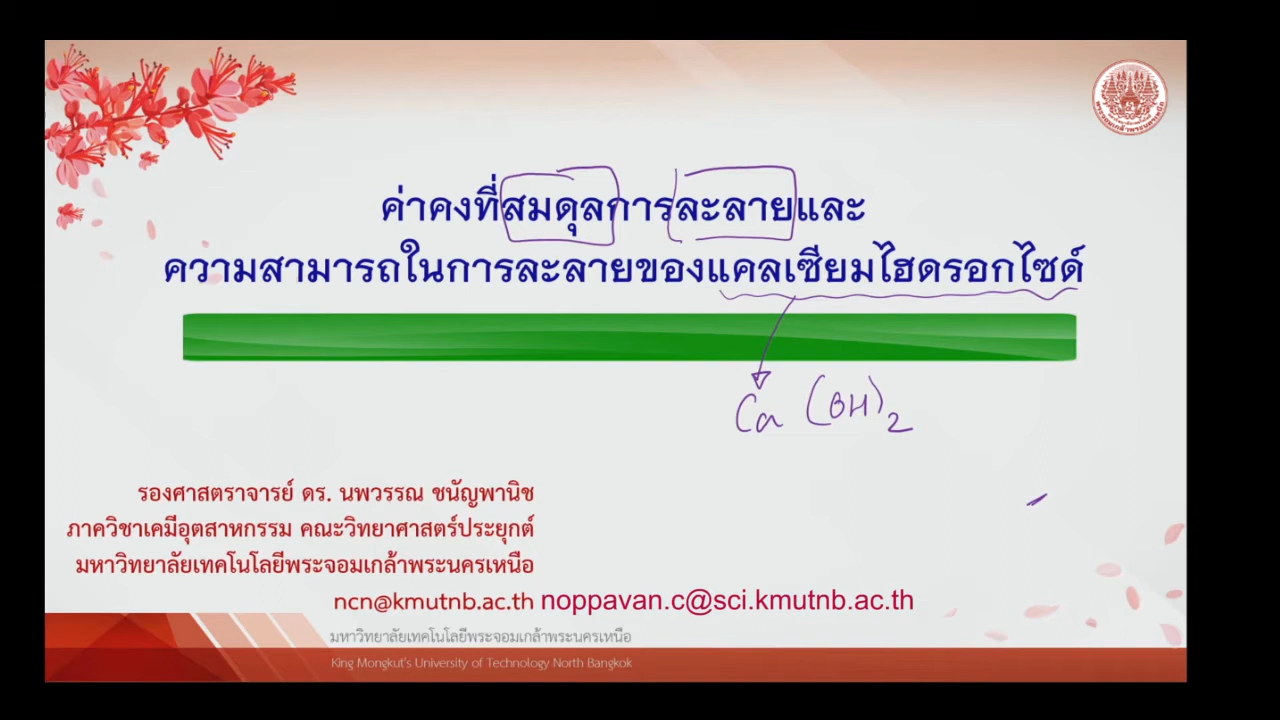 ค่าคงที่สมดุลการละลายและ
ความสามารถในการละลายของแคลเซียมไฮดรอกไซด์
Ca (OH)2
รองศาสตราจารย์ ดร. นพวรรณ ชนัญพานิช
ภาควิชาเคมีอุตสาหกรรม คณะวิทยาศาสตร์ประยุกต์
มหาวิทยาลัยเทคโนโลยีพระจอมเกล้าพระนครเหนือ
ncn@kmutnb.ac.th noppavan.c@sci.kmutnb.ac.th
มหาวิทยาลัยเทคโนโลยีพระจอมเกล้าพระนครเหนือ
King Mongkut's University of Technology North Bangkok